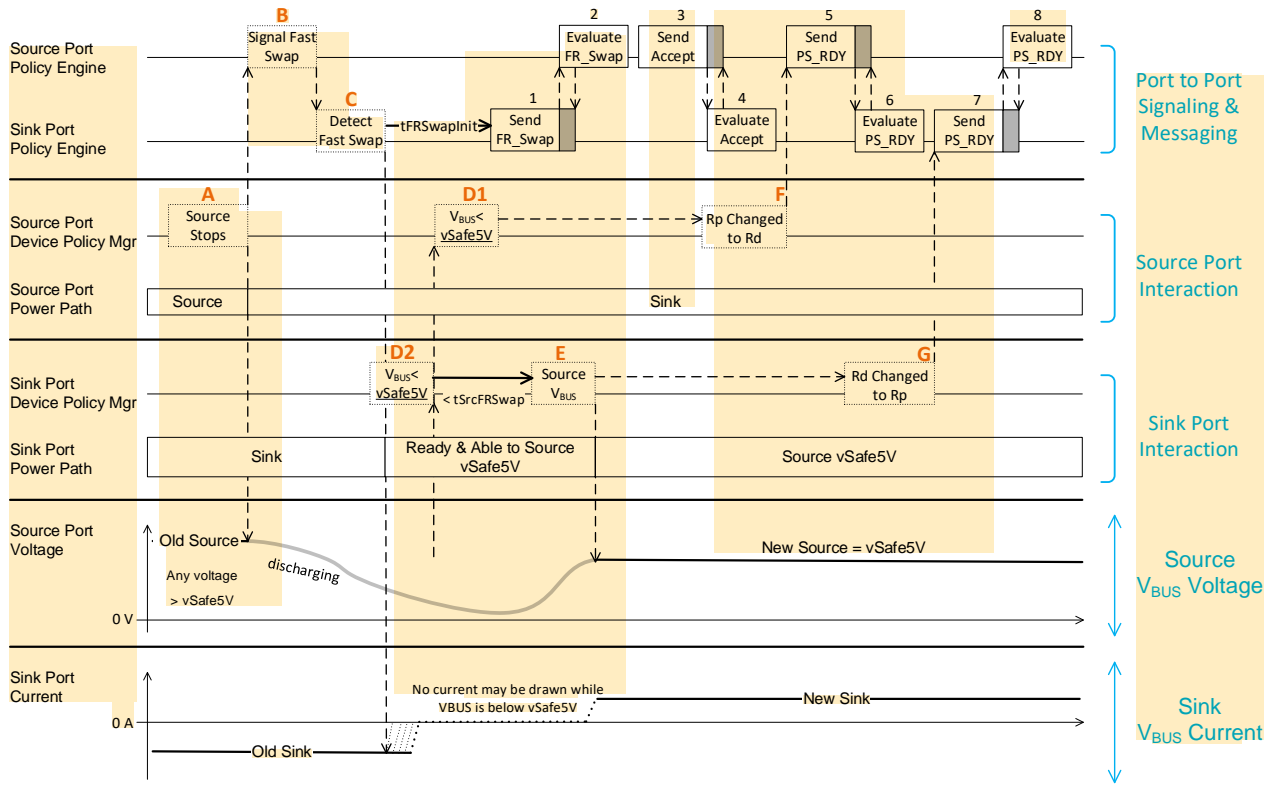 B
2
3
5
8
Source Port
Policy Engine
Signal Fast
Swap
Evaluate
FR_Swap
Send
Accept
Send
PS_RDY
Evaluate
PS_RDY
Port to Port
Signaling &
Messaging
C
1
4
6
7
Sink Port
Policy Engine
Detect
Fast Swap
tFRSwapInit
Send
FR_Swap
Evaluate
Accept
Evaluate
PS_RDY
Send
PS_RDY
A
D1
F
Source Port
Device Policy Mgr
Source
Stops
VBUS<
vSafe5V
Rp Changed
to Rd
Source Port
Interaction
Source Port
Power Path
Source
Sink
D2
E
G
Sink Port
Device Policy Mgr
VBUS<
vSafe5V
< tSrcFRSwap
Source
VBUS
Rd Changed
to Rp
Sink Port
Interaction
Sink Port
Power Path
Sink
Ready & Able to Source
vSafe5V
Source vSafe5V
Source Port
Voltage
Old Source
discharging
New Source = vSafe5V
Any voltage
> vSafe5V
0 V
Source
VBUS Voltage
Sink Port
Current
No current may be drawn while
VBUS is below vSafe5V
New Sink
0 A
Old Sink
Sink
VBUS Current